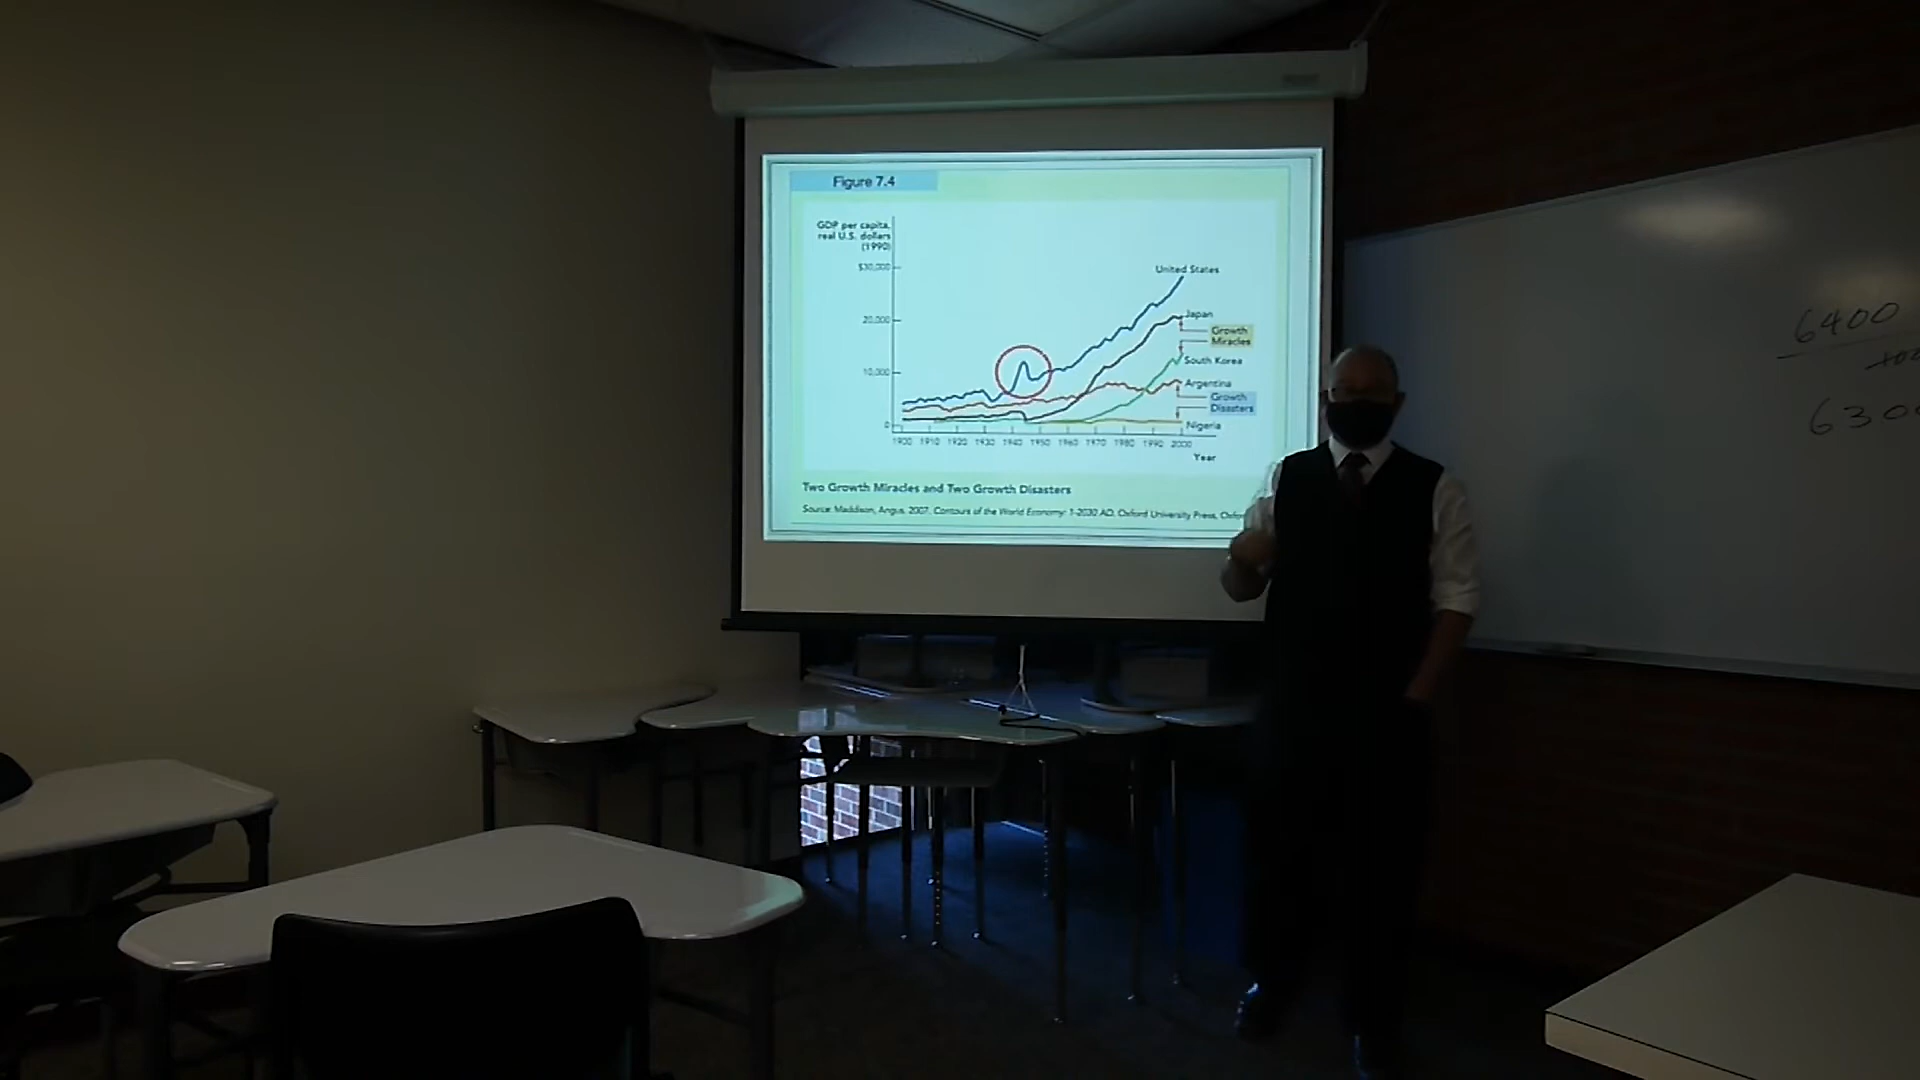 Figure 7.4
GDP per capita,
real U.S. dollars
(1990)
$30,000
20,000
10,000
0
United States
Japan
Growth
Miracles
South Korea
Argentina
Growth
Disasters
Nigeria
1900 1910 1920 1930 1940 1950 1960 1970 1980 1990 2000
Year
Two Growth Miracles and Two Growth Disasters
Source: Maddison, Angus. 2007. Contours of the World Economy: 1-2030 AD. Oxford University Press, Oxfor
6400
630